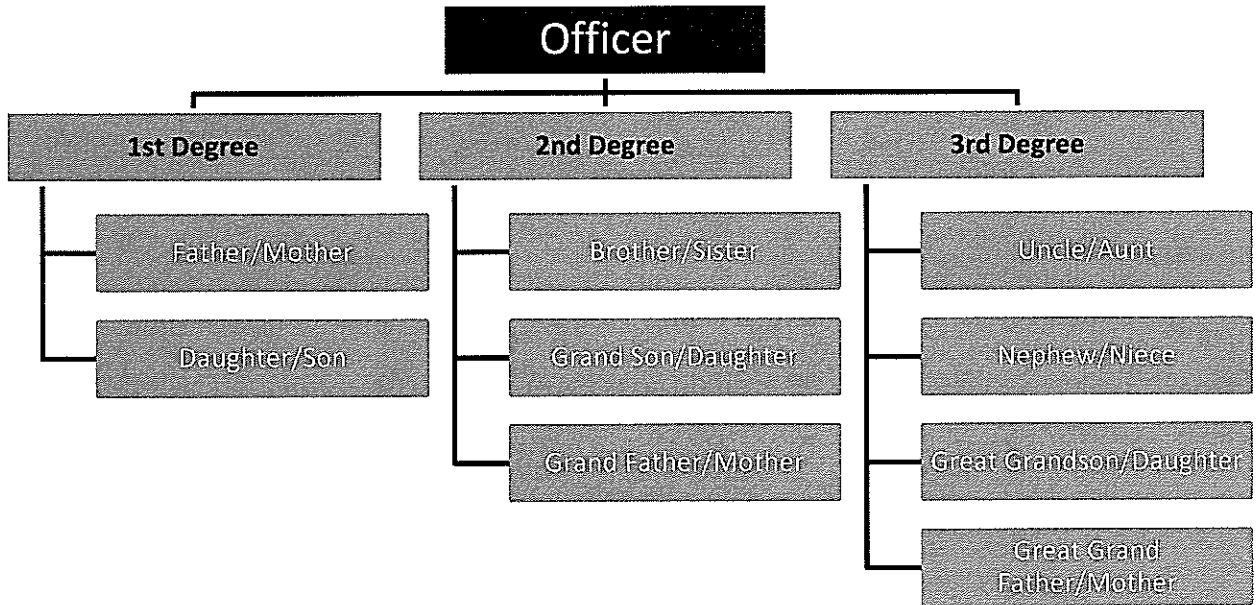 Officer
1st Degree
Father/Mother
Daughter/Son
2nd Degree
Brother/Sister
Grand Son/Daughter
Grand Father/Mother
3rd Degree
Uncle/Aunt
Nephew/Niece
Great Grandson/Daughter
Great Grand
Father/Mother